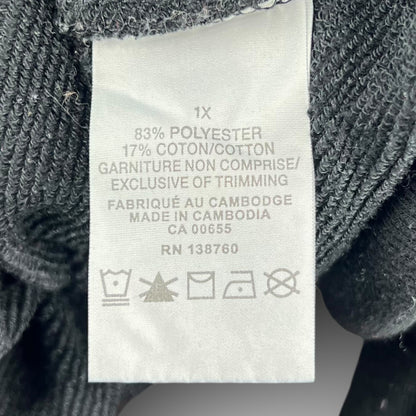 1X
83% POLYESTER
17% COTON/COTTON
GARNITURE NON COMPRISE/
EXCLUSIVE OF TRIMMING
FABRIQUÉ AU CAMBODGE
MADE IN CAMBODIA
CA 00655
RN 138760